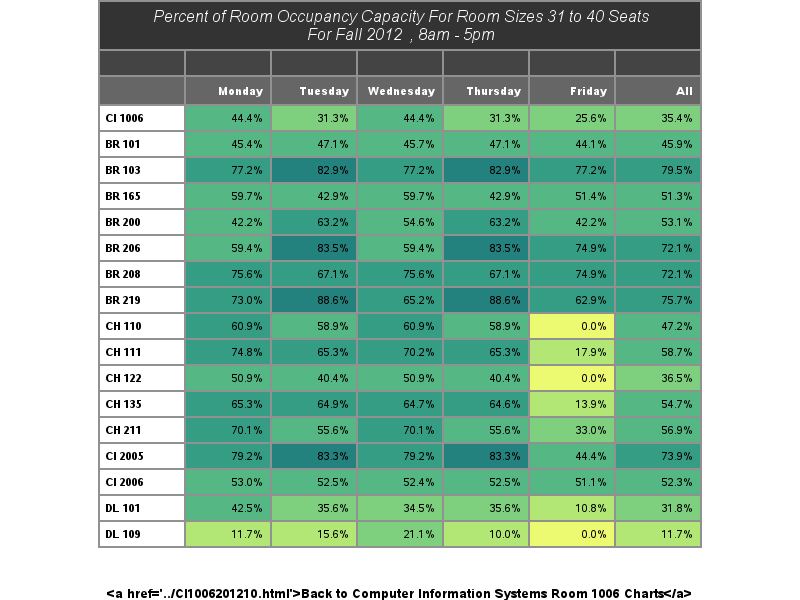 Percent of Room Occupancy Capacity For Room Sizes 31 to 40 Seats
For Fall 2012 , 8am - 5pm
Monday Tuesday Wednesday Thursday Friday All
CI 1006 44.4% 31.3% 44.4% 31.3% 25.6% 35.4%
BR 101 45.4% 47.1% 45.7% 47.1% 44.1% 45.9%
BR 103 77.2% 82.9% 77.2% 82.9% 77.2% 79.5%
BR 165 59.7% 42.9% 59.7% 42.9% 51.4% 51.3%
BR 200 42.2% 63.2% 54.6% 63.2% 42.2% 53.1%
BR 206 59.4% 83.5% 59.4% 83.5% 74.9% 72.1%
BR 208 75.6% 67.1% 75.6% 67.1% 74.9% 72.1%
BR 219 73.0% 88.6% 65.2% 88.6% 62.9% 75.7%
CH 110 60.9% 58.9% 60.9% 58.9% 0.0% 47.2%
CH 111 74.8% 65.3% 70.2% 65.3% 17.9% 58.7%
CH 122 50.9% 40.4% 50.9% 40.4% 0.0% 36.5%
CH 135 65.3% 64.9% 64.7% 64.6% 13.9% 54.7%
CH 211 70.1% 55.6% 70.1% 55.6% 33.0% 56.9%
CI 2005 79.2% 83.3% 79.2% 83.3% 44.4% 73.9%
CI 2006 53.0% 52.5% 52.4% 52.5% 51.1% 52.3%
DL 101 42.5% 35.6% 34.5% 35.6% 10.8% 31.8%
DL 109 11.7% 15.6% 21.1% 10.0% 0.0% 11.7%
<a href='../CI1006201210.html'>Back to Computer Information Systems Room 1006 Charts</a>